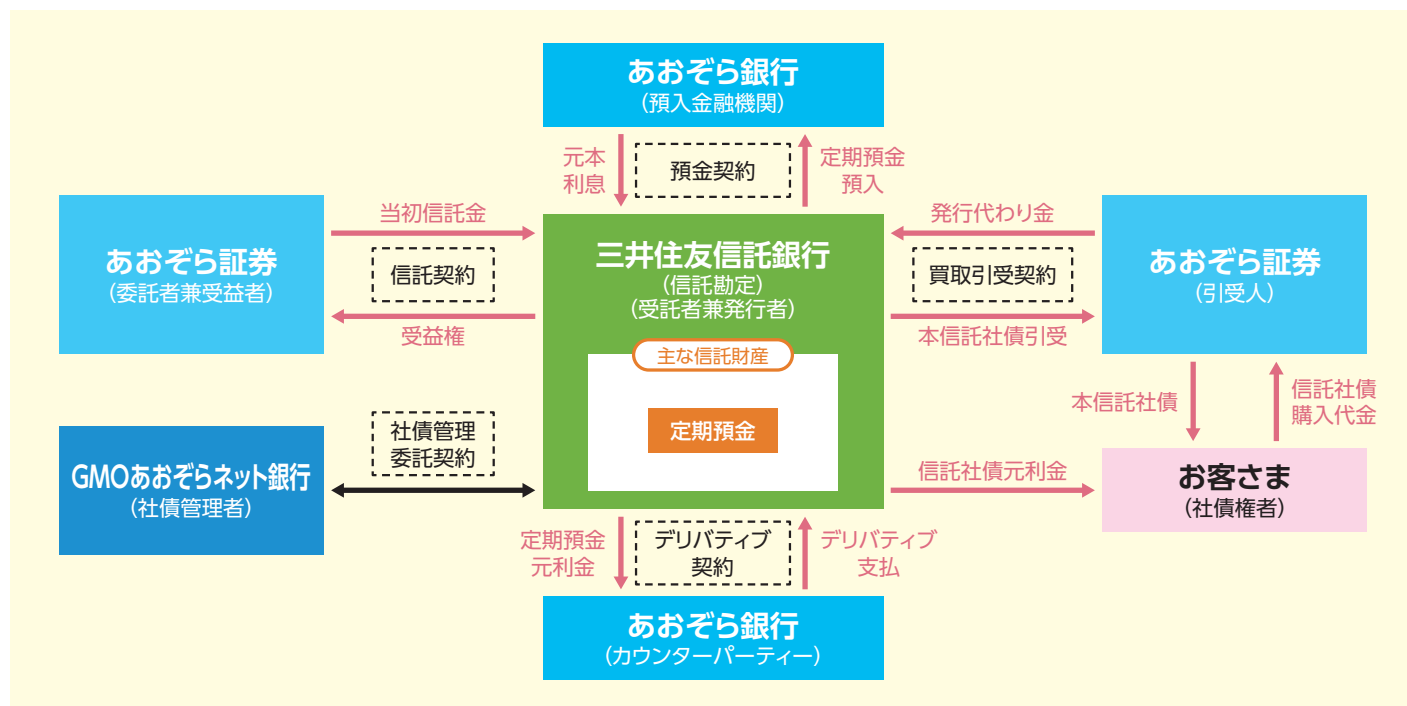 あおぞら銀行
（預入金融機関）
元本
利息
預金契約
定期預金
預入
あおぞら証券
（委託者兼受益者）
当初信託金
信託契約
受益権
三井住友信託銀行
（信託勘定）
（受託者兼発行者）
主な信託財産
定期預金
発行代わり金
買取引受契約
本信託社債引受
あおぞら証券
（引受人）
本信託社債
信託社債
購入代金
GMOあおぞらネット銀行
（社債管理者）
社債管理
委託契約
信託社債元利金
お客さま
（社債権者）
定期預金
元利金
デリバティブ
契約
デリバティブ
支払
あおぞら銀行
（カウンターパーティー）